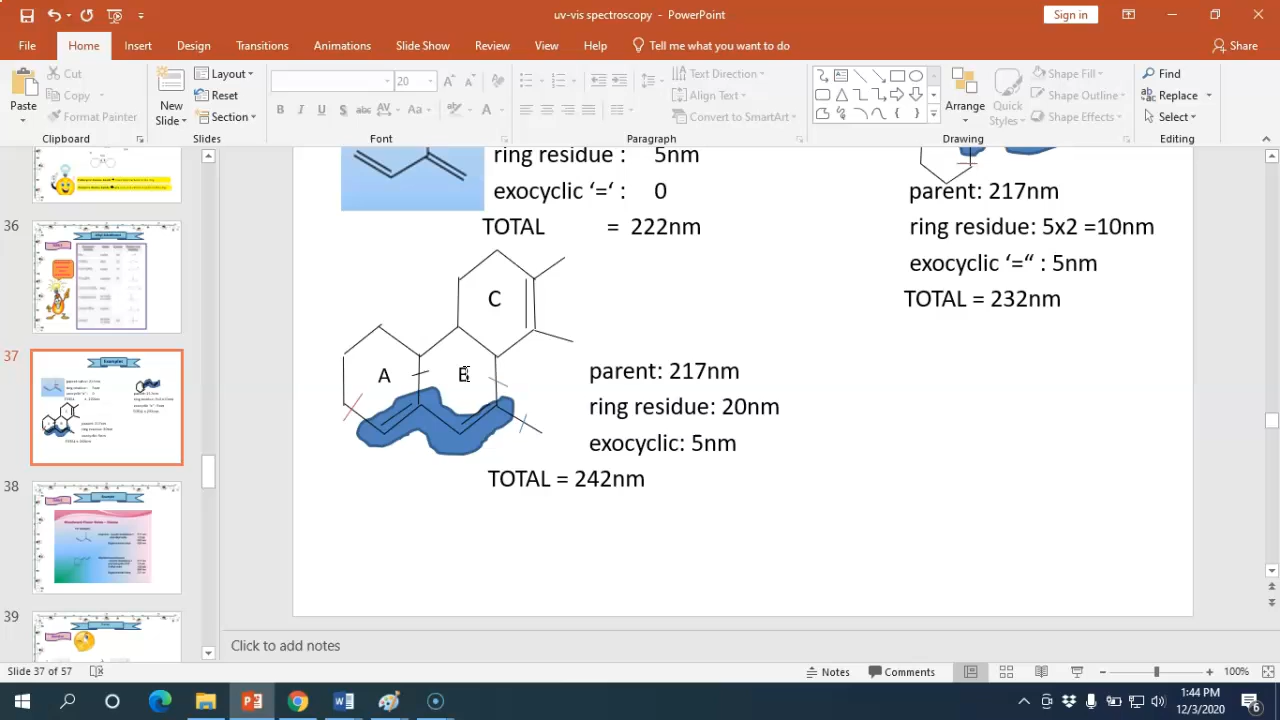 uv-vis spectroscopy - PowerPoint
Sign in
File Home Insert Design Transitions Animations Slide Show Review View Help Tell me what you want to do Share
Paste
Cut
Copy
Format Painter
Clipboard
New
Slide
Layout
Reset
Section
Slides
20
B I U S abc AV Aa A
Font
Text Direction
Align Text
Convert to SmartArt
Paragraph
Arrange
Quick
Styles
Shape Fill
Shape Outline
Shape Effects
Drawing
Find
Replace
Select
Editing
36
37
38
39
ring residue : 5nm
exocyclic ‘=‘ : 0
TOTAL = 222nm
parent: 217nm
ring residue: 5x2 =10nm
exocyclic ‘=“ : 5nm
TOTAL = 232nm
C
A
B
parent: 217nm
ring residue: 20nm
exocyclic: 5nm
TOTAL = 242nm
Click to add notes
Slide 37 of 57
Notes
Comments
100%
1:44 PM
12/3/2020
6